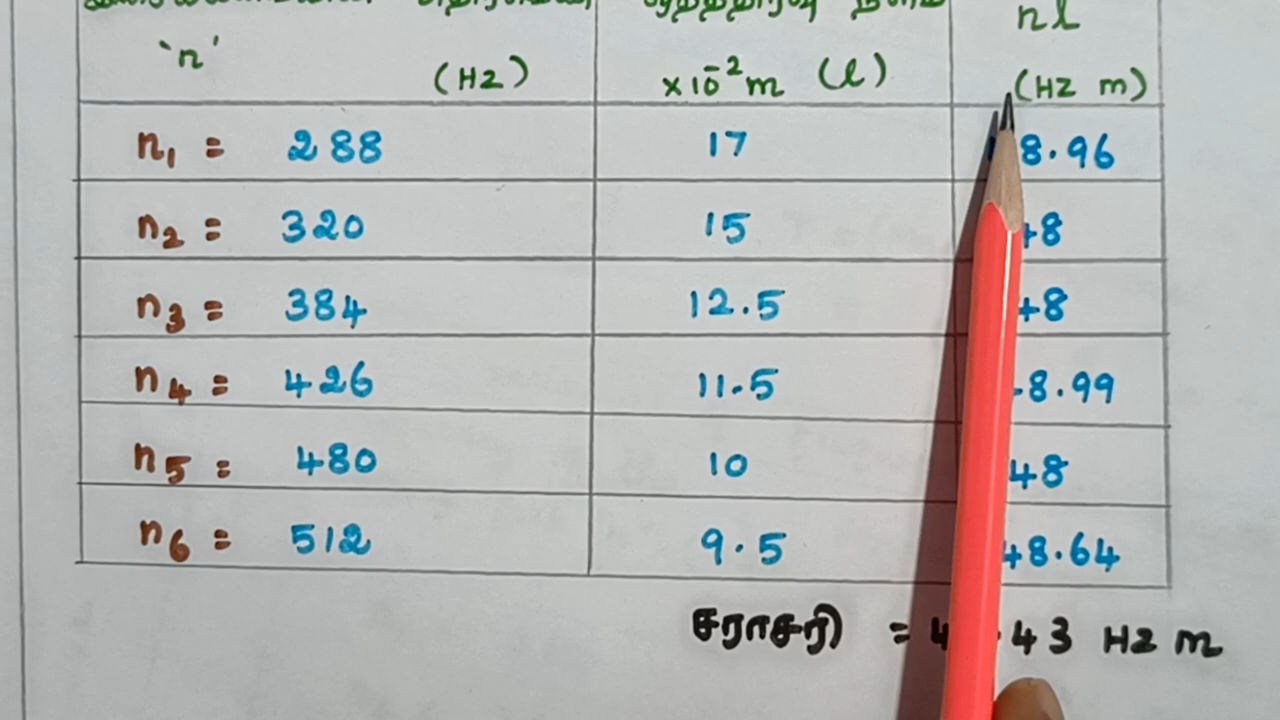 'n' (HZ) ×10⁻²m (l) nl (HZ m)
n₁ = 288 17 8.96
n₂ = 320 15 48
n₃ = 384 12.5 48
n₄ = 426 11.5 8.99
n₅ = 480 10 48
n₆ = 512 9.5 48.64
சராசரி = 4 .43 HZ m